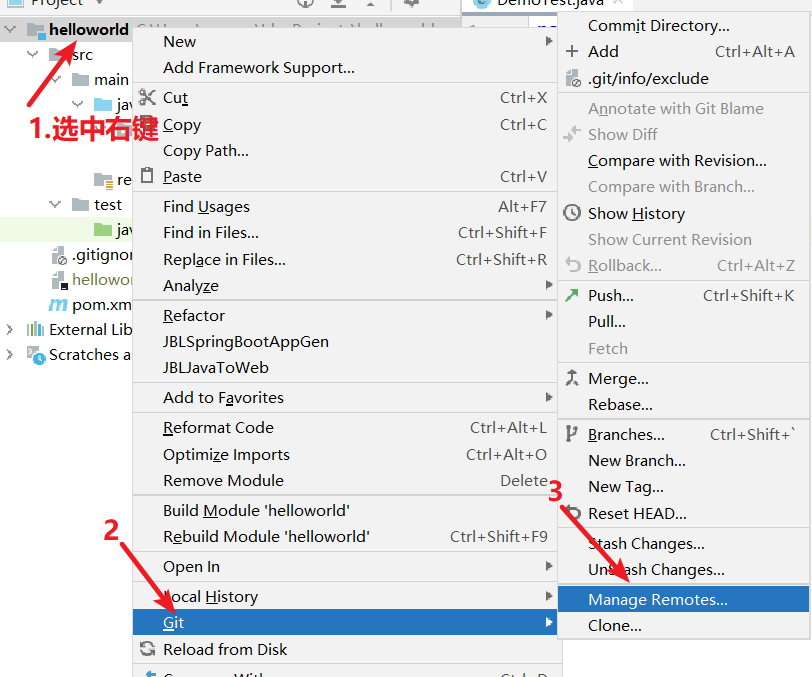 Project
DemoTest.java
helloworld
src
main
1.选中右键
test
.gitignor
hellowor
pom.xm
External Lib
Scratches a
New
Add Framework Support...
Cut Ctrl+X
Copy Ctrl+C
Copy Path...
Paste Ctrl+V
Find Usages Alt+F7
Find in Files... Ctrl+Shift+F
Replace in Files... Ctrl+Shift+R
Analyze
Refactor
JBLSpringBootAppGen
JBLJavaToWeb
Add to Favorites
Reformat Code Ctrl+Alt+L
Optimize Imports Ctrl+Alt+O
Remove Module Delete
Build Module 'helloworld'
2
Rebuild Module 'helloworld' Ctrl+Shift+F9
Open In
Local History
Git
Reload from Disk
Commit Directory...
Add Ctrl+Alt+A
.git/info/exclude
Annotate with Git Blame
Show Diff
Compare with Revision...
Compare with Branch...
Show History
Show Current Revision
Rollback... Ctrl+Alt+Z
Push... Ctrl+Shift+K
Pull...
Fetch
Merge...
Rebase...
Branches... Ctrl+Shift+`
New Branch...
New Tag...
3
Reset HEAD...
Stash Changes...
UnStash Changes...
Manage Remotes...
Clone...